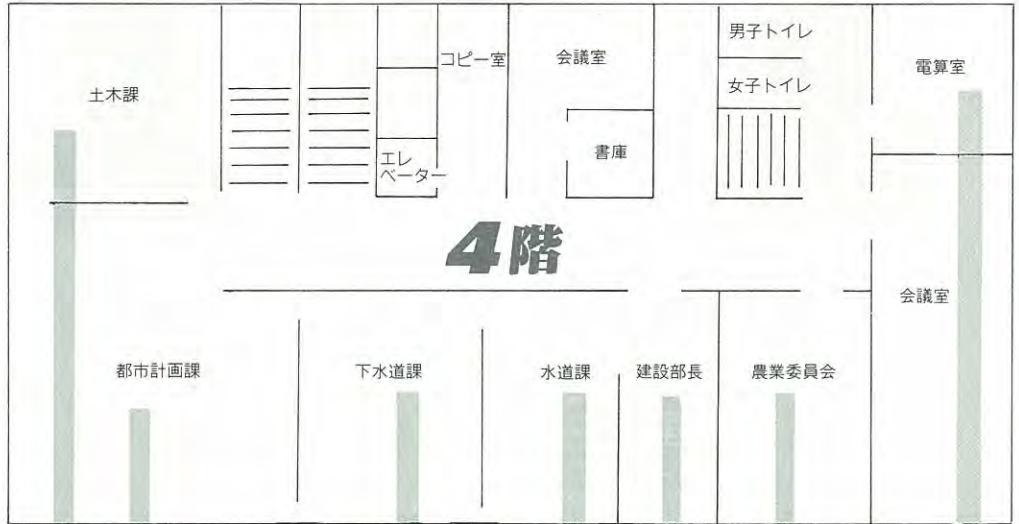 土木課
コピー室
会議室
男子トイレ
女子トイレ
電算室
エレ
ベーター
書庫
4階
会議室
都市計画課
下水道課
水道課
建設部長
農業委員会